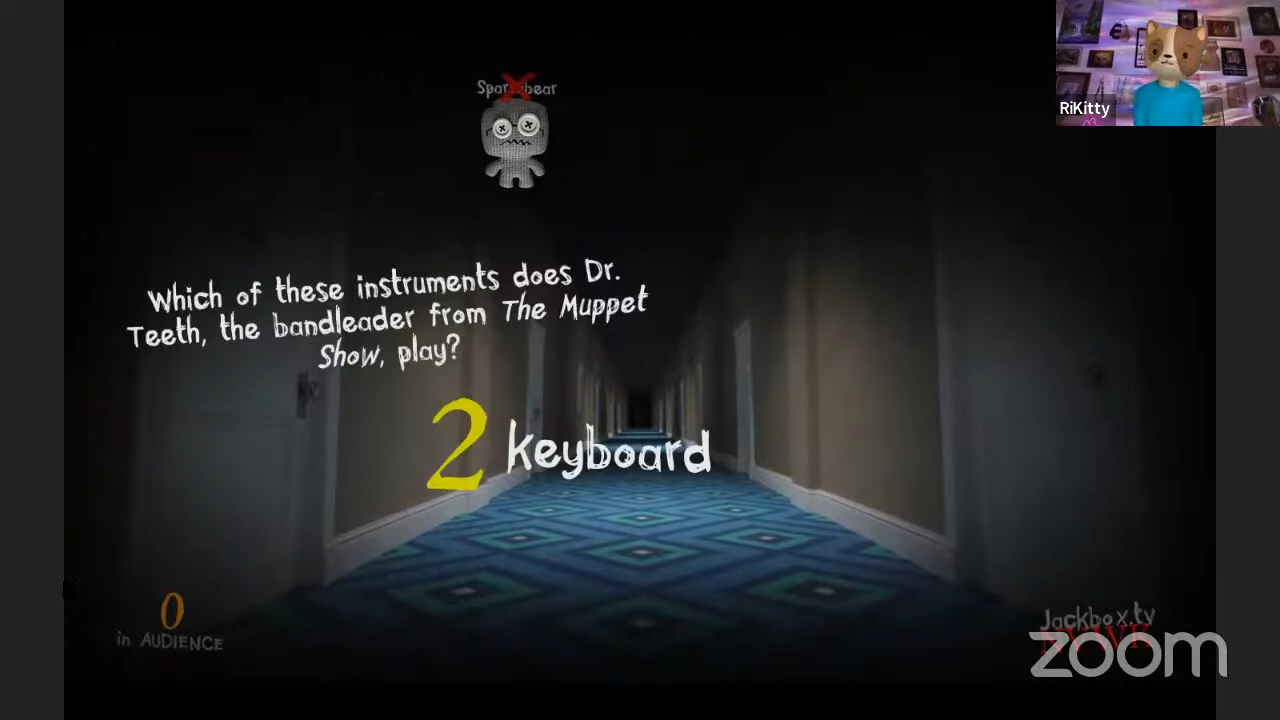 RiKitty
Which of these instruments does Dr.
Teeth, the bandleader from The Muppet
Show, play?
2 keyboard
0
in AUDIENCE
Jackbox.tv
zoom